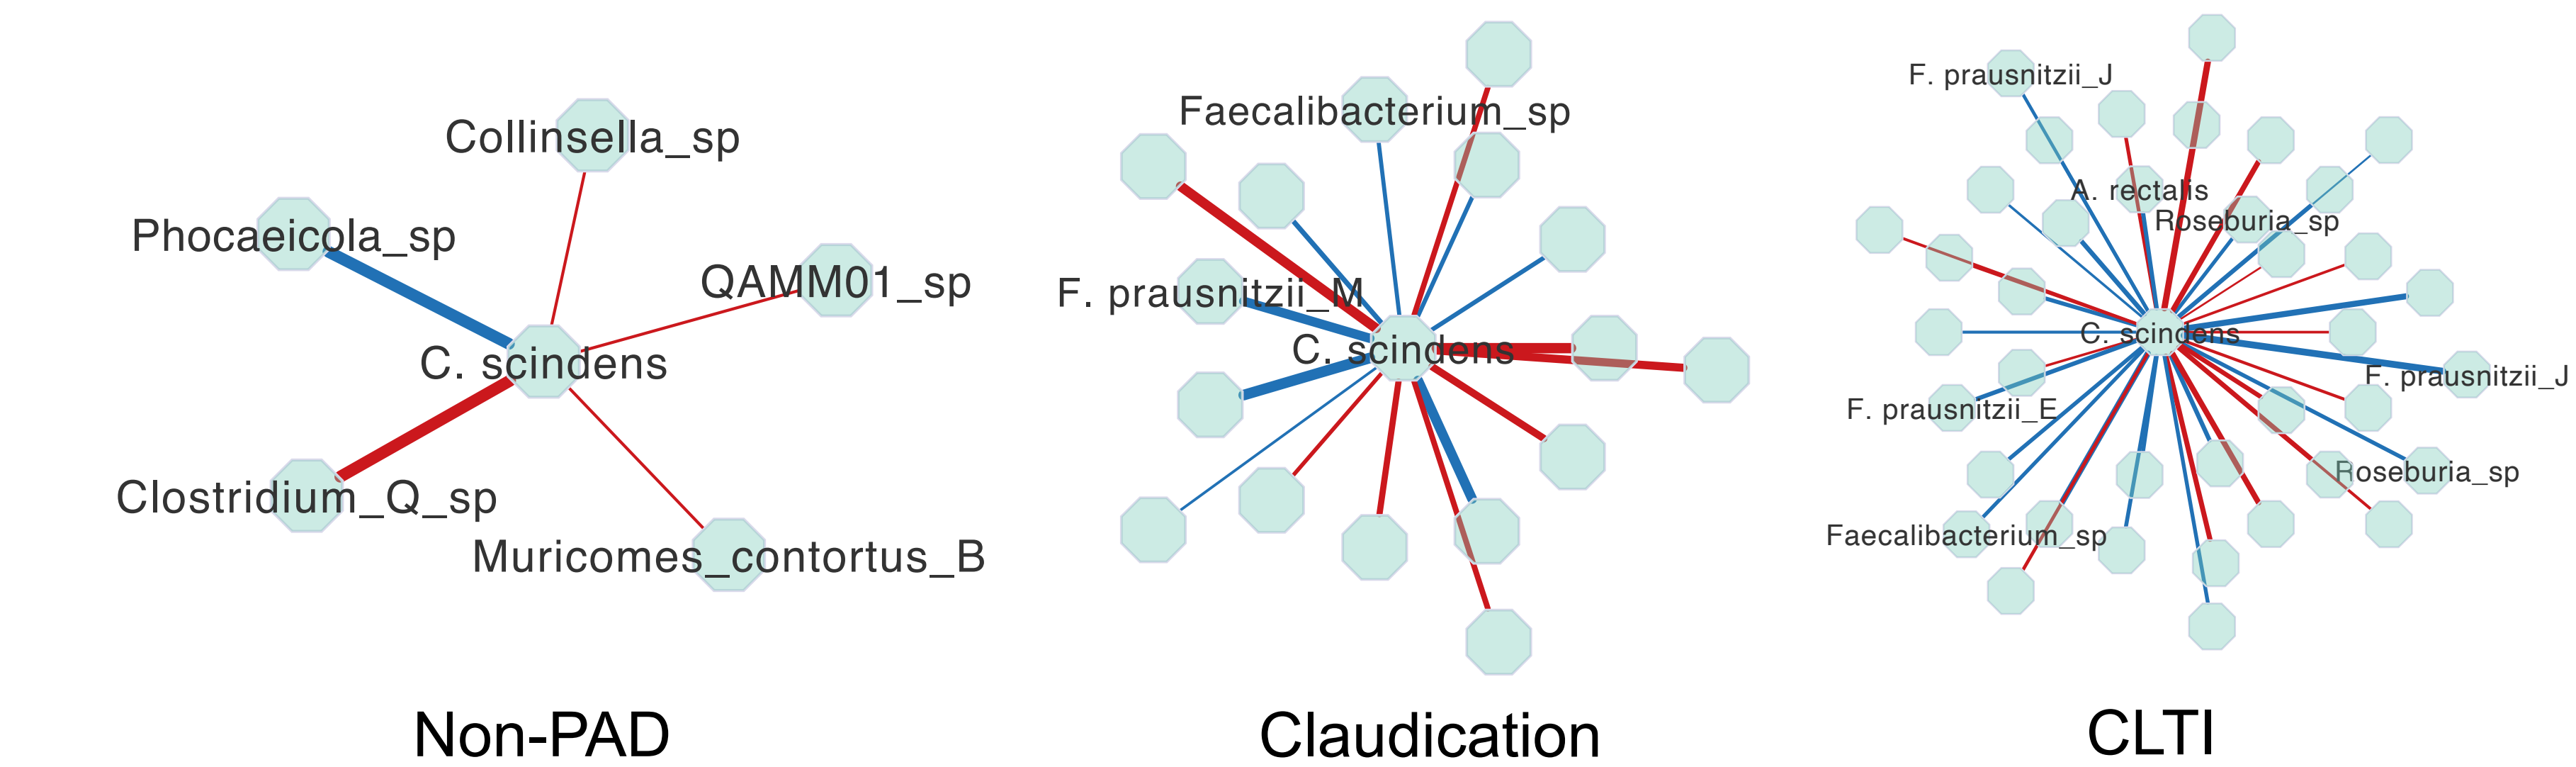 Collinsella_sp
Phocaeicola_sp
QAMM01_sp
C. scindens
Clostridium_Q_sp
Muricomes_contortus_B
Non-PAD
Faecalibacterium_sp
F. prausnitzii_M
C. scindens
Claudication
F. prausnitzii_J
A. rectalis
Roseburia_sp
C. scindens
F. prausnitzii_J
F. prausnitzii_E
Roseburia_sp
Faecalibacterium_sp
CLTI